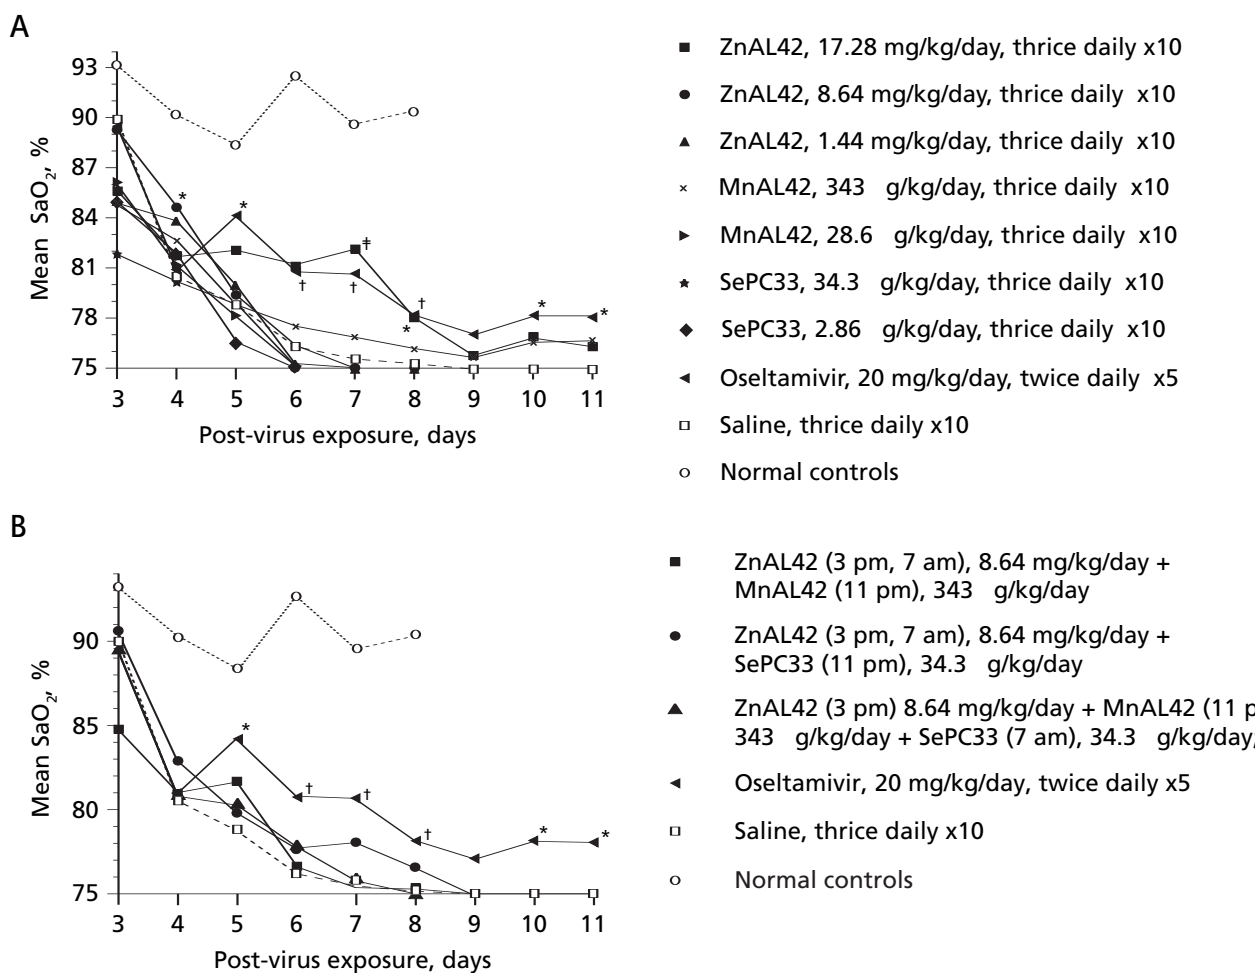 A
93
90
87
84
81
78
75
Mean SaO2, %
3 4 5 6 7 8 9 10 11
Post-virus exposure, days
* * ‡ † † † * * *
ZnAL42, 17.28 mg/kg/day, thrice daily x10
ZnAL42, 8.64 mg/kg/day, thrice daily x10
ZnAL42, 1.44 mg/kg/day, thrice daily x10
MnAL42, 343 g/kg/day, thrice daily x10
MnAL42, 28.6 g/kg/day, thrice daily x10
SePC33, 34.3 g/kg/day, thrice daily x10
SePC33, 2.86 g/kg/day, thrice daily x10
Oseltamivir, 20 mg/kg/day, twice daily x5
Saline, thrice daily x10
Normal controls
B
90
85
80
75
Mean SaO2, %
3 4 5 6 7 8 9 10 11
Post-virus exposure, days
* † † † * *
ZnAL42 (3 pm, 7 am), 8.64 mg/kg/day +
MnAL42 (11 pm), 343 g/kg/day
ZnAL42 (3 pm, 7 am), 8.64 mg/kg/day +
SePC33 (11 pm), 34.3 g/kg/day
ZnAL42 (3 pm) 8.64 mg/kg/day + MnAL42 (11 p
343 g/kg/day + SePC33 (7 am), 34.3 g/kg/day,
Oseltamivir, 20 mg/kg/day, twice daily x5
Saline, thrice daily x10
Normal controls